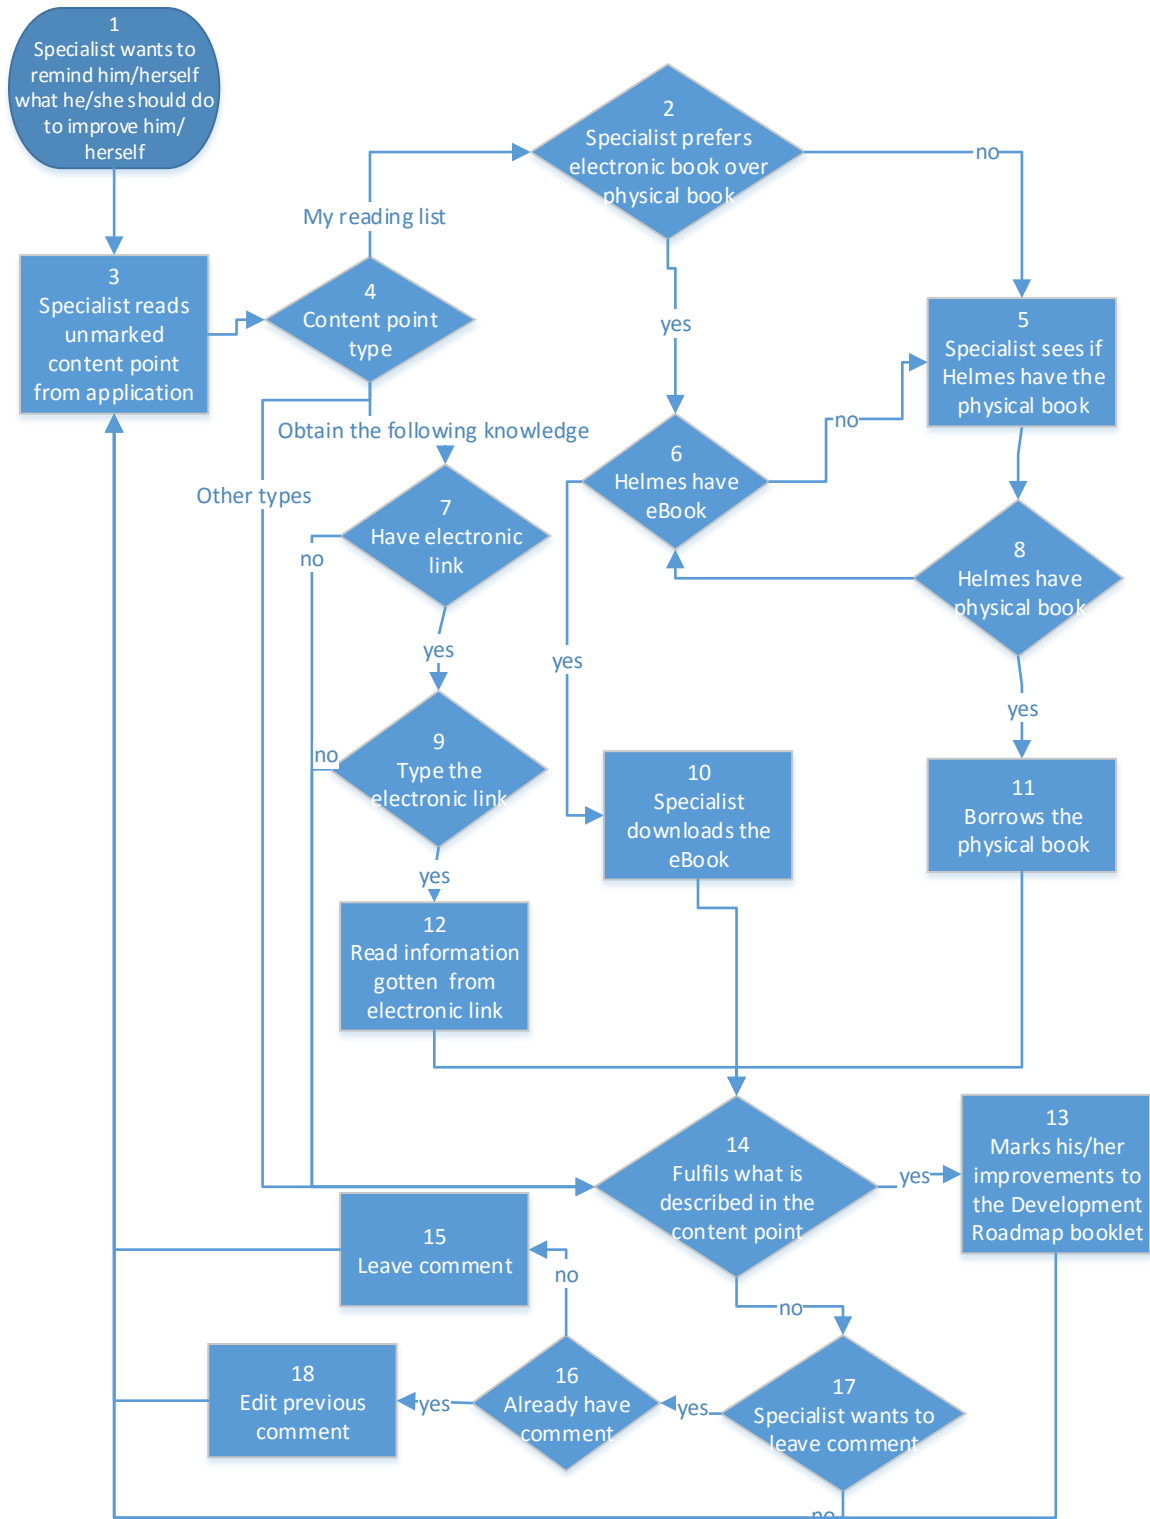 1
Specialist wants to
remind him/herself
what he/she should do
to improve him/
herself
2
Specialist prefers
electronic book over
physical book
no
My reading list
3
Specialist reads
unmarked
content point
from application
4
Content point
type
yes
5
Specialist sees if
Helmes have the
physical book
no
Obtain the following knowledge
6
Helmes have
eBook
Other types
7
Have electronic
link
no
8
Helmes have
physical book
yes
yes
yes
9
Type the
electronic link
no
10
Specialist
downloads the
eBook
11
Borrows the
physical book
yes
12
Read information
gotten from
electronic link
13
Marks his/her
improvements to
the Development
Roadmap booklet
14
Fulfils what is
described in the
content point
yes
15
Leave comment
no
no
16
Already have
comment
17
Specialist wants to
leave comment
yes
yes
18
Edit previous
comment
no